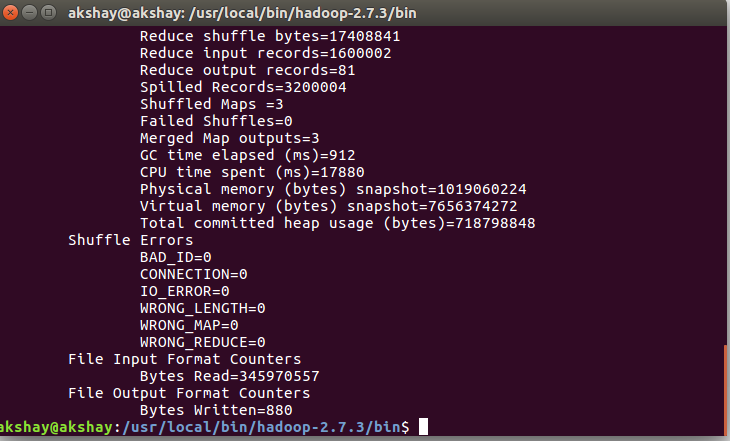 akshay@akshay: /usr/local/bin/hadoop-2.7.3/bin
Reduce shuffle bytes=17408841
Reduce input records=1600002
Reduce output records=81
Spilled Records=3200004
Shuffled Maps =3
Failed Shuffles=0
Merged Map outputs=3
GC time elapsed (ms)=912
CPU time spent (ms)=17880
Physical memory (bytes) snapshot=1019060224
Virtual memory (bytes) snapshot=7656374272
Total committed heap usage (bytes)=718798848
Shuffle Errors
BAD_ID=0
CONNECTION=0
IO_ERROR=0
WRONG_LENGTH=0
WRONG_MAP=0
WRONG_REDUCE=0
File Input Format Counters
Bytes Read=345970557
File Output Format Counters
Bytes Written=880
akshay@akshay:/usr/local/bin/hadoop-2.7.3/bin$